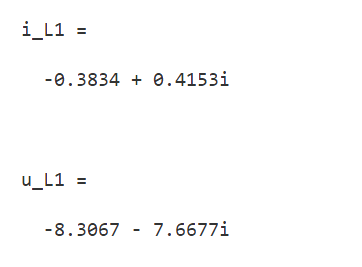 i_L1 =
-0.3834 + 0.4153i
u_L1 =
-8.3067 - 7.6677i